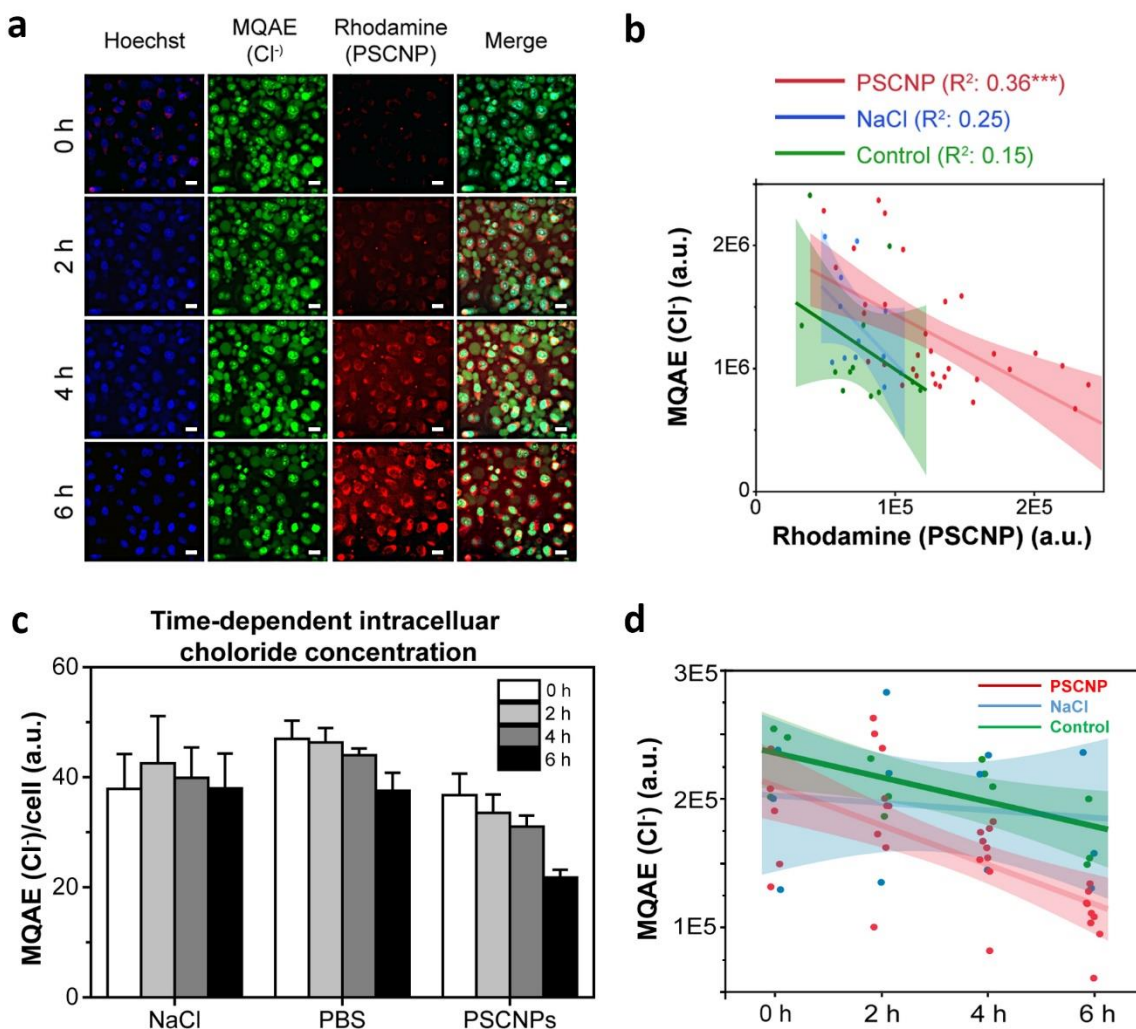 a
Hoechst
MQAE
(Cl-)
Rhodamine
(PSCNP)
Merge
0 h
2 h
4 h
6 h
b
PSCNP (R²: 0.36***)
NaCl (R²: 0.25)
Control (R²: 0.15)
MQAE (Cl-) (a.u.)
2E6
1E6
0
0
1E5
2E5
Rhodamine (PSCNP) (a.u.)
c
Time-dependent intracelluar
choloride concentration
MQAE (Cl-)/cell (a.u.)
60
40
20
0
0 h
2 h
4 h
6 h
NaCl
PBS
PSCNPs
d
MQAE (Cl-) (a.u.)
3E5
2E5
1E5
PSCNP
NaCl
Control
0 h
2 h
4 h
6 h